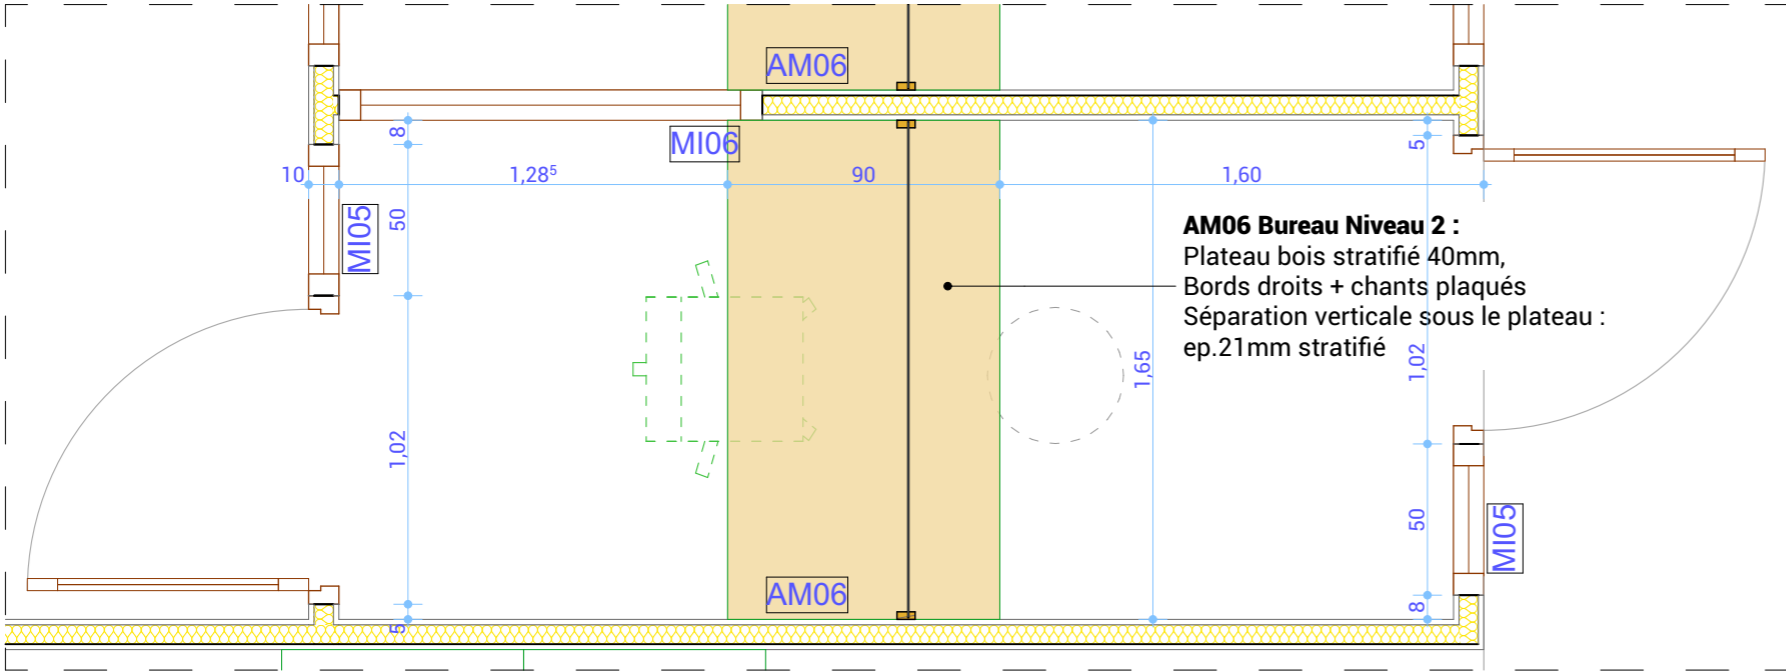 AM06
8
MI06
5
10
1,28⁵
90
1,60
50
MI05
AM06 Bureau Niveau 2 :
Plateau bois stratifié 40mm,
Bords droits + chants plaqués
Séparation verticale sous le plateau :
ep.21mm stratifié
1,65
1,02
1,02
50
MI05
AM06
8
5